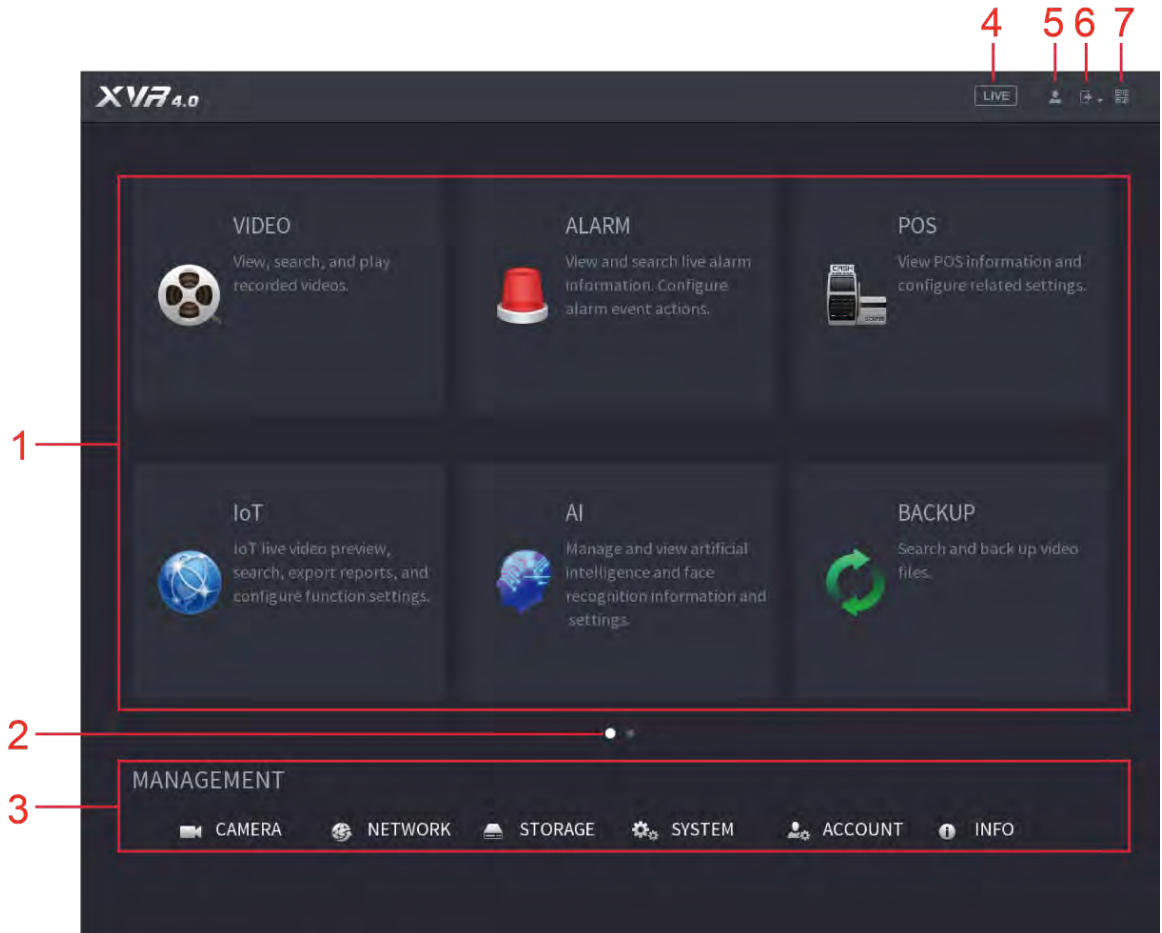 4 5 6 7
XVR 4.0
LIVE
VIDEO
View, search, and play
recorded videos.
ALARM
View and search live alarm
information. Configure
alarm event actions.
POS
View POS information and
configure related settings.
CASH
1
IoT
IoT live video preview,
search, export reports, and
configure function settings.
AI
Manage and view artificial
intelligence and face
recognition information and
settings.
BACKUP
Search and back up video
files.
2
3
MANAGEMENT
CAMERA NETWORK STORAGE SYSTEM ACCOUNT INFO